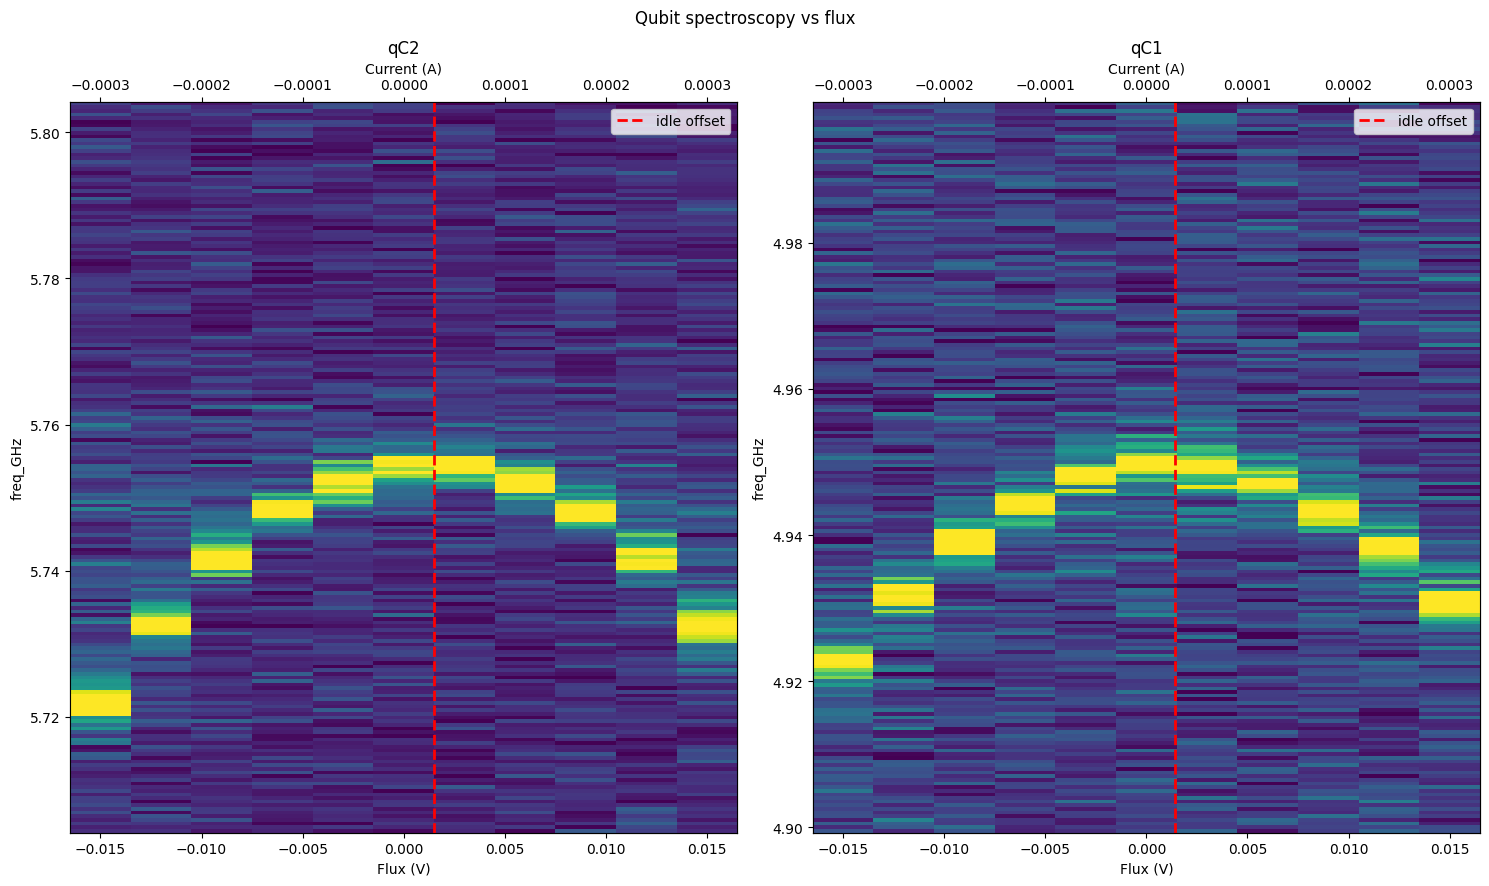 Qubit spectroscopy vs flux
qC2
Current (A)
−0.0003 −0.0002 −0.0001 0.0000 0.0001 0.0002 0.0003
idle offset
freq_GHz
5.80
5.78
5.76
5.74
5.72
−0.015 −0.010 −0.005 0.000 0.005 0.010 0.015
Flux (V)
qC1
Current (A)
−0.0003 −0.0002 −0.0001 0.0000 0.0001 0.0002 0.0003
idle offset
freq_GHz
4.98
4.96
4.94
4.92
4.90
−0.015 −0.010 −0.005 0.000 0.005 0.010 0.015
Flux (V)